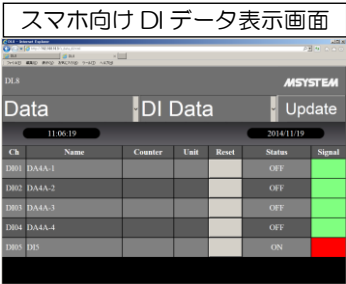 スマホ向け DI データ表示画面
DL8
MSYSTEM
Data
DI Data
Update
11:06:19
2014/11/19
Ch Name Counter Unit Reset Status Signal
DI01 DA4A-1 OFF
DI02 DA4A-2 OFF
DI03 DA4A-3 OFF
DI04 DA4A-4 OFF
DI05 DI5 ON